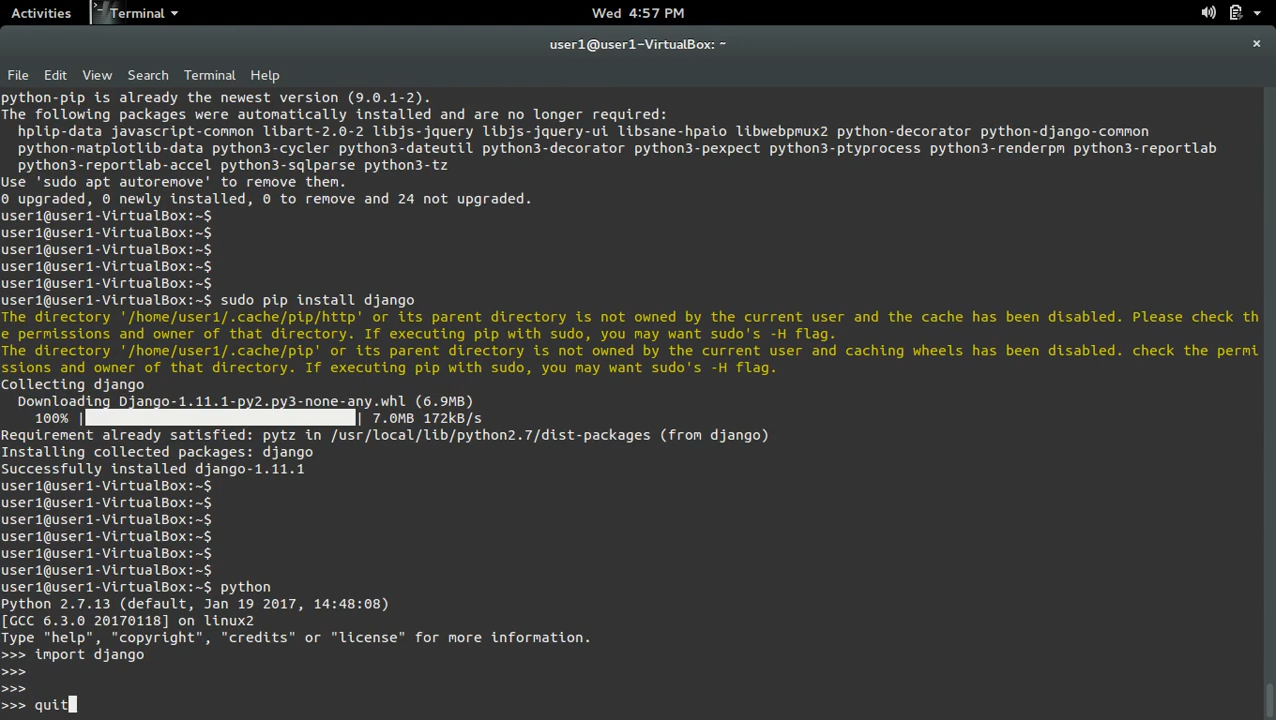 Activities Terminal Wed 4:57 PM
user1@user1-VirtualBox: ~ ×
File Edit View Search Terminal Help
python-pip is already the newest version (9.0.1-2).
The following packages were automatically installed and are no longer required:
  hplip-data javascript-common libart-2.0-2 libjs-jquery libjs-jquery-ui libsane-hpaio libwebpmux2 python-decorator python-django-common
  python-matplotlib-data python3-cycler python3-dateutil python3-decorator python3-pexpect python3-ptyprocess python3-renderpm python3-reportlab
  python3-reportlab-accel python3-sqlparse python3-tz
Use 'sudo apt autoremove' to remove them.
0 upgraded, 0 newly installed, 0 to remove and 24 not upgraded.
user1@user1-VirtualBox:~$
user1@user1-VirtualBox:~$
user1@user1-VirtualBox:~$
user1@user1-VirtualBox:~$
user1@user1-VirtualBox:~$
user1@user1-VirtualBox:~$ sudo pip install django
The directory '/home/user1/.cache/pip/http' or its parent directory is not owned by the current user and the cache has been disabled. Please check th
e permissions and owner of that directory. If executing pip with sudo, you may want sudo's -H flag.
The directory '/home/user1/.cache/pip' or its parent directory is not owned by the current user and caching wheels has been disabled. check the permi
ssions and owner of that directory. If executing pip with sudo, you may want sudo's -H flag.
Collecting django
  Downloading Django-1.11.1-py2.py3-none-any.whl (6.9MB)
    100% | | 7.0MB 172kB/s
Requirement already satisfied: pytz in /usr/local/lib/python2.7/dist-packages (from django)
Installing collected packages: django
Successfully installed django-1.11.1
user1@user1-VirtualBox:~$
user1@user1-VirtualBox:~$
user1@user1-VirtualBox:~$
user1@user1-VirtualBox:~$
user1@user1-VirtualBox:~$
user1@user1-VirtualBox:~$
user1@user1-VirtualBox:~$ python
Python 2.7.13 (default, Jan 19 2017, 14:48:08)
[GCC 6.3.0 20170118] on linux2
Type "help", "copyright", "credits" or "license" for more information.
>>> import django
>>>
>>>
>>> quit